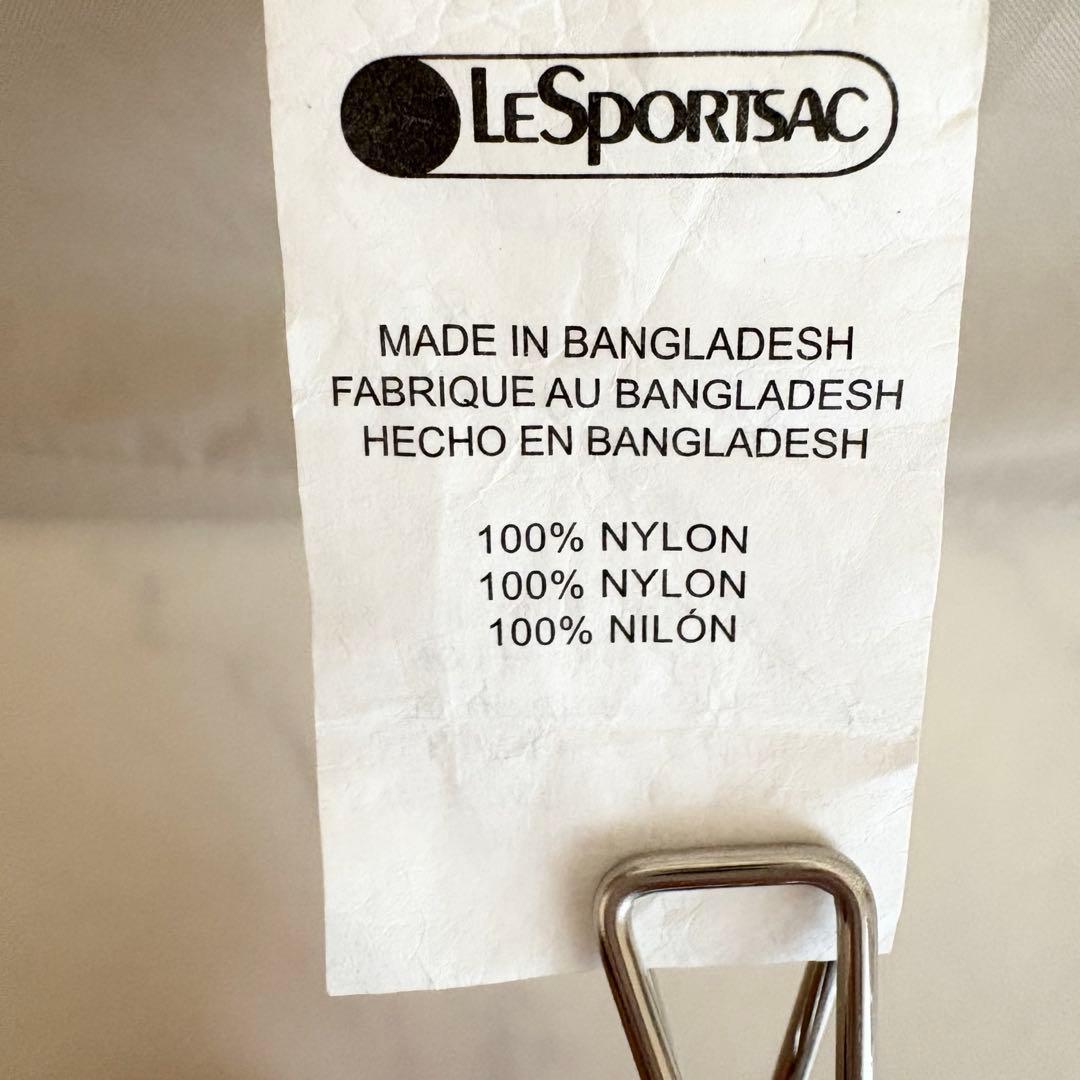 LESPORTSAC
MADE IN BANGLADESH
FABRIQUE AU BANGLADESH
HECHO EN BANGLADESH
100% NYLON
100% NYLON
100% NILÓN